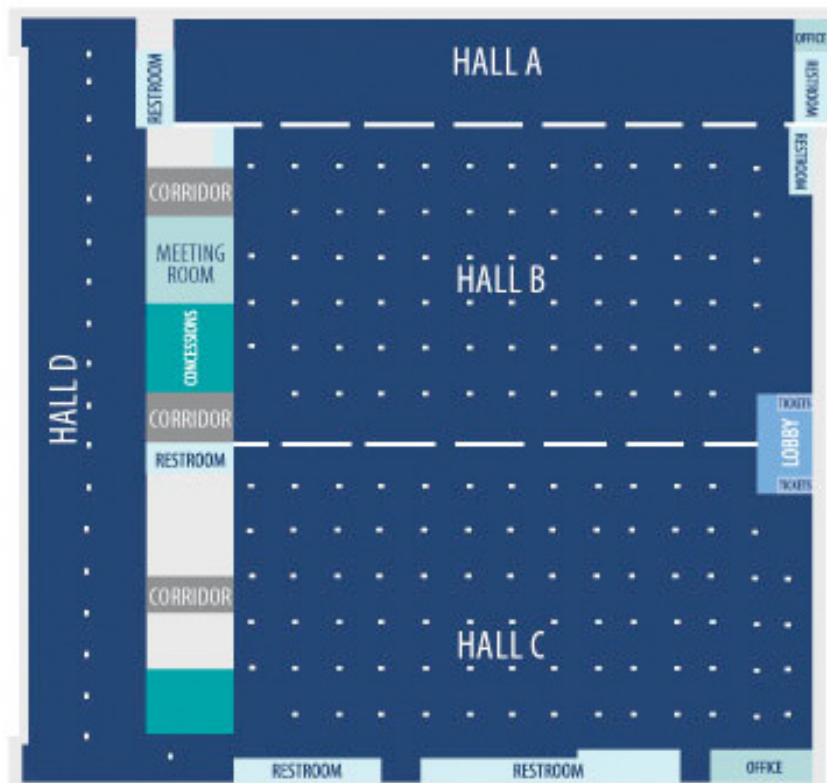 OFFICE
HALL A
RESTROOM
RESTROOM
RESTROOM
CORRIDOR
MEETING
ROOM
HALL B
CONCESSIONS
HALL D
CORRIDOR
TICKETS
LOBBY
TICKETS
RESTROOM
CORRIDOR
HALL C
RESTROOM
RESTROOM
OFFICE